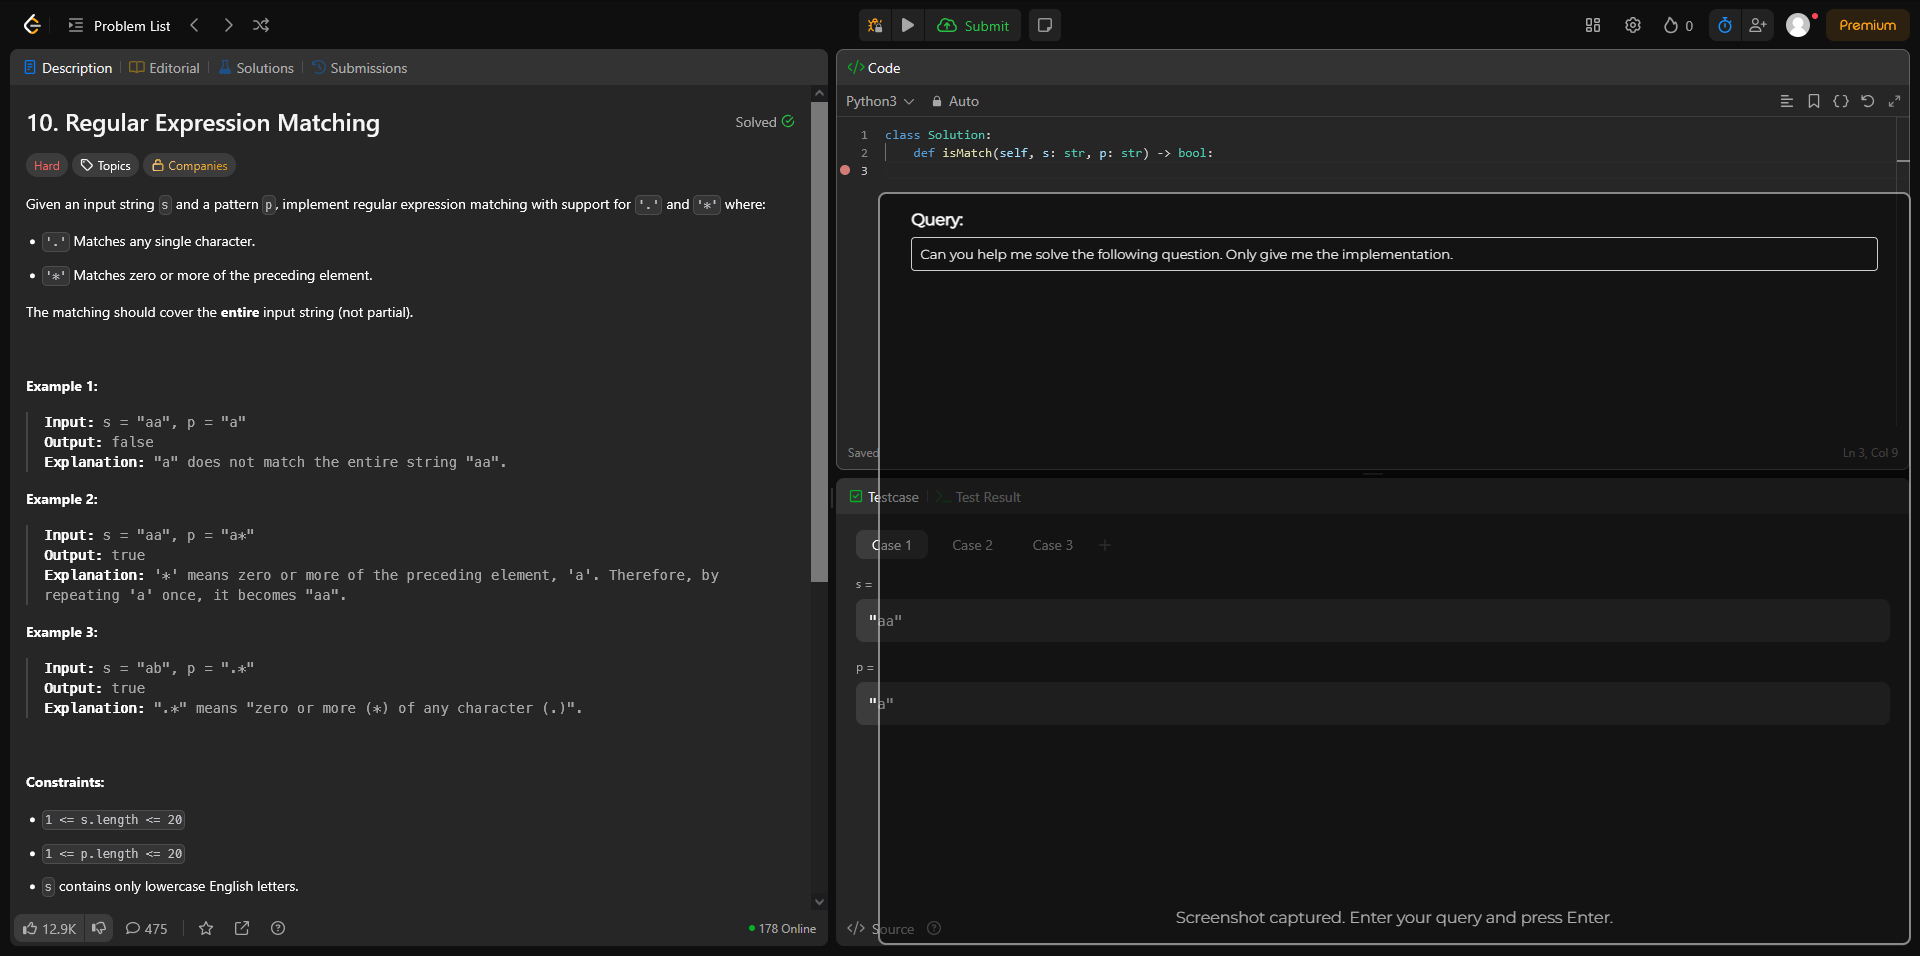 Problem List
Submit
0
Premium
Description
Editorial
Solutions
Submissions
10. Regular Expression Matching
Solved
Hard
Topics
Companies
Given an input string s and a pattern p, implement regular expression matching with support for '.' and '*' where:
• '.' Matches any single character.
• '*' Matches zero or more of the preceding element.
The matching should cover the entire input string (not partial).
Example 1:
Input: s = "aa", p = "a"
Output: false
Explanation: "a" does not match the entire string "aa".
Example 2:
Input: s = "aa", p = "a*"
Output: true
Explanation: '*' means zero or more of the preceding element, 'a'. Therefore, by
repeating 'a' once, it becomes "aa".
Example 3:
Input: s = "ab", p = ".*"
Output: true
Explanation: ".*" means "zero or more (*) of any character (.)".
Constraints:
• 1 <= s.length <= 20
• 1 <= p.length <= 20
• s contains only lowercase English letters.
12.9K
475
178 Online
</> Code
Python3
Auto
1 class Solution:
2 def isMatch(self, s: str, p: str) -> bool:
3
Query:
Can you help me solve the following question. Only give me the implementation.
Saved
Ln 3, Col 9
Testcase
Test Result
Case 1
Case 2
Case 3
+
s =
"aa"
p =
"a"
Screenshot captured. Enter your query and press Enter.
</> Source